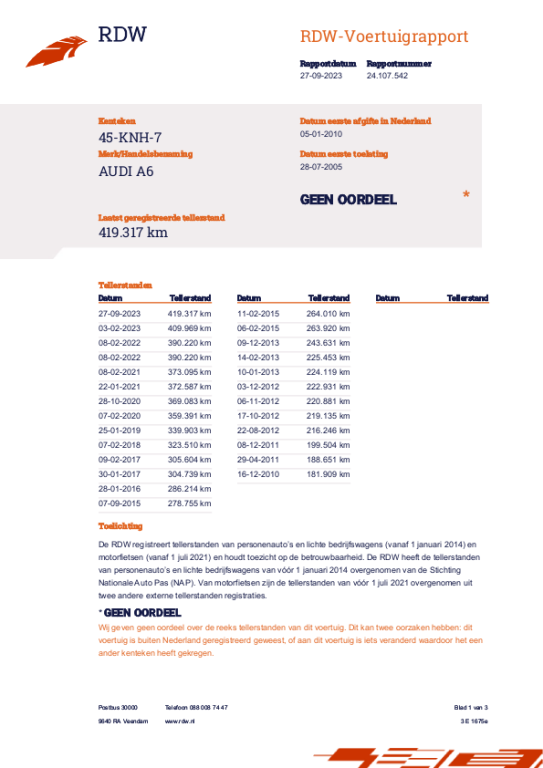 RDW
RDW-Voertuigrapport
Rapportdatum Rapportnummer
27-09-2023 24.107.542
Kenteken
45-KNH-7
Merk/Handelsbenaming
AUDI A6
Datum eerste afgifte in Nederland
05-01-2010
Datum eerste toelating
28-07-2005
GEEN OORDEEL *
Laatst geregistreerde tellerstand
419.317 km
Tellerstanden
Datum Tellerstand Datum Tellerstand Datum Tellerstand
27-09-2023 419.317 km 11-02-2015 264.010 km
03-02-2023 409.969 km 06-02-2015 263.920 km
08-02-2022 390.220 km 09-12-2013 243.631 km
08-02-2022 390.220 km 14-02-2013 225.453 km
08-02-2021 373.095 km 10-01-2013 224.119 km
22-01-2021 372.587 km 03-12-2012 222.931 km
28-10-2020 369.083 km 06-11-2012 220.881 km
07-02-2020 359.391 km 17-10-2012 219.135 km
25-01-2019 339.903 km 22-08-2012 216.246 km
07-02-2018 323.510 km 08-12-2011 199.504 km
09-02-2017 305.604 km 29-04-2011 188.651 km
30-01-2017 304.739 km 16-12-2010 181.909 km
28-01-2016 286.214 km
07-09-2015 278.755 km
Toelichting
De RDW registreert tellerstanden van personenauto's en lichte bedrijfswagens (vanaf 1 januari 2014) en
motorfietsen (vanaf 1 juli 2021) en houdt toezicht op de betrouwbaarheid. De RDW heeft de tellerstanden
van personenauto's en lichte bedrijfswagens van vóór 1 januari 2014 overgenomen van de Stichting
Nationale Auto Pas (NAP). Van motorfietsen zijn de tellerstanden van vóór 1 juli 2021 overgenomen uit
twee andere externe tellerstanden registraties.
* GEEN OORDEEL
Wij geven geen oordeel over de reeks tellerstanden van dit voertuig. Dit kan twee oorzaken hebben: dit
voertuig is buiten Nederland geregistreerd geweest, of aan dit voertuig is iets veranderd waardoor het een
ander kenteken heeft gekregen.
Postbus 30000 Telefoon 088 008 74 47 Blad 1 van 3
9640 RA Veendam www.rdw.nl 3 E 1675e